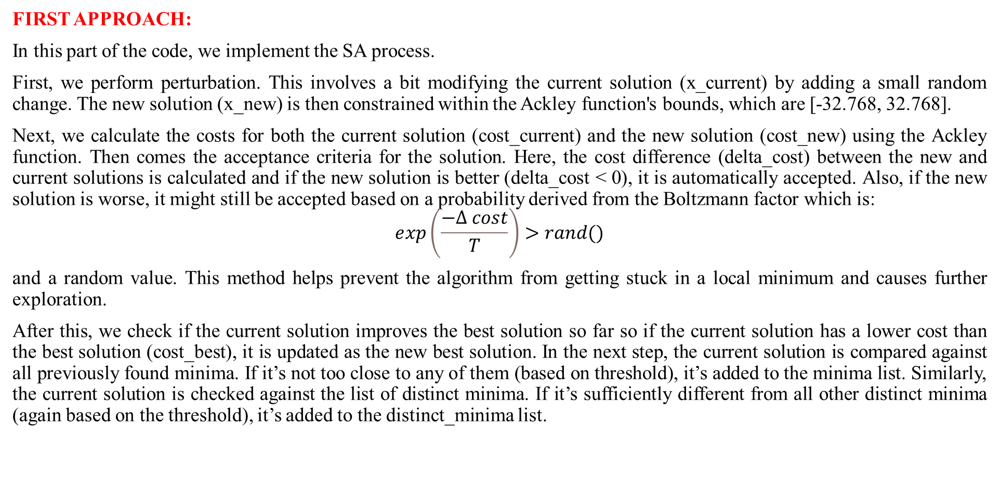 FIRST APPROACH:
In this part of the code, we implement the SA process.
First, we perform perturbation. This involves a bit modifying the current solution (x_current) by adding a small random
change. The new solution (x_new) is then constrained within the Ackley function's bounds, which are [-32.768, 32.768].
Next, we calculate the costs for both the current solution (cost_current) and the new solution (cost_new) using the Ackley
function. Then comes the acceptance criteria for the solution. Here, the cost difference (delta_cost) between the new and
current solutions is calculated and if the new solution is better (delta_cost < 0), it is automatically accepted. Also, if the new
solution is worse, it might still be accepted based on a probability derived from the Boltzmann factor which is:
exp(−Δ cost / T) > rand()
and a random value. This method helps prevent the algorithm from getting stuck in a local minimum and causes further
exploration.
After this, we check if the current solution improves the best solution so far so if the current solution has a lower cost than
the best solution (cost_best), it is updated as the new best solution. In the next step, the current solution is compared against
all previously found minima. If it’s not too close to any of them (based on threshold), it’s added to the minima list. Similarly,
the current solution is checked against the list of distinct minima. If it’s sufficiently different from all other distinct minima
(again based on the threshold), it’s added to the distinct_minima list.